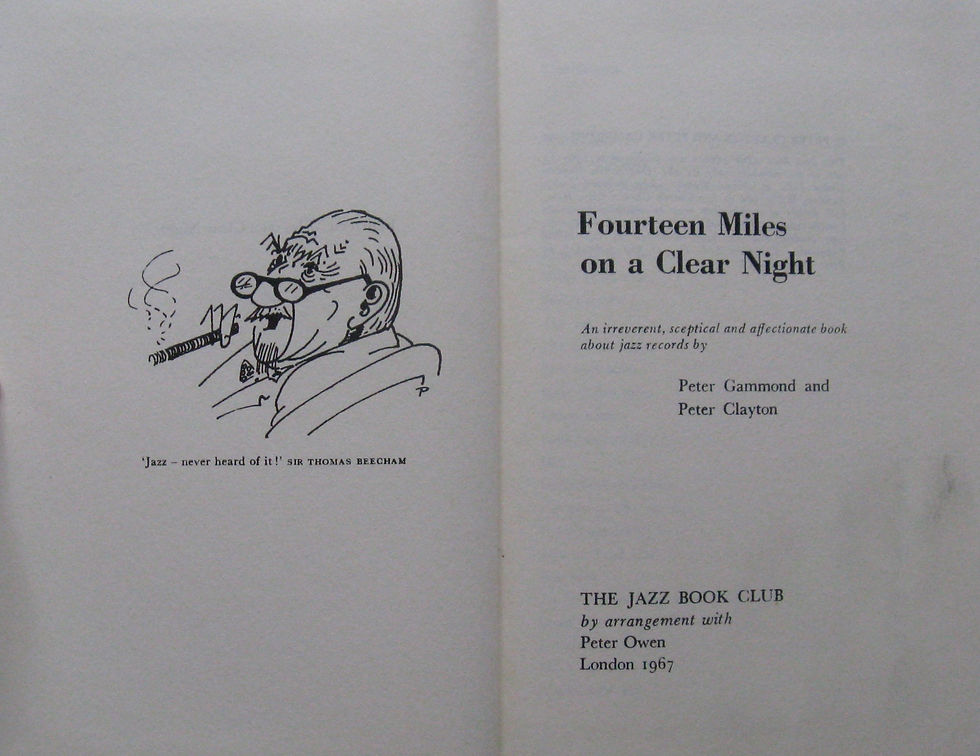 'Jazz – never heard of it!' SIR THOMAS BEECHAM
Fourteen Miles
on a Clear Night
An irreverent, sceptical and affectionate book
about jazz records by
Peter Gammond and
Peter Clayton
THE JAZZ BOOK CLUB
by arrangement with
Peter Owen
London 1967